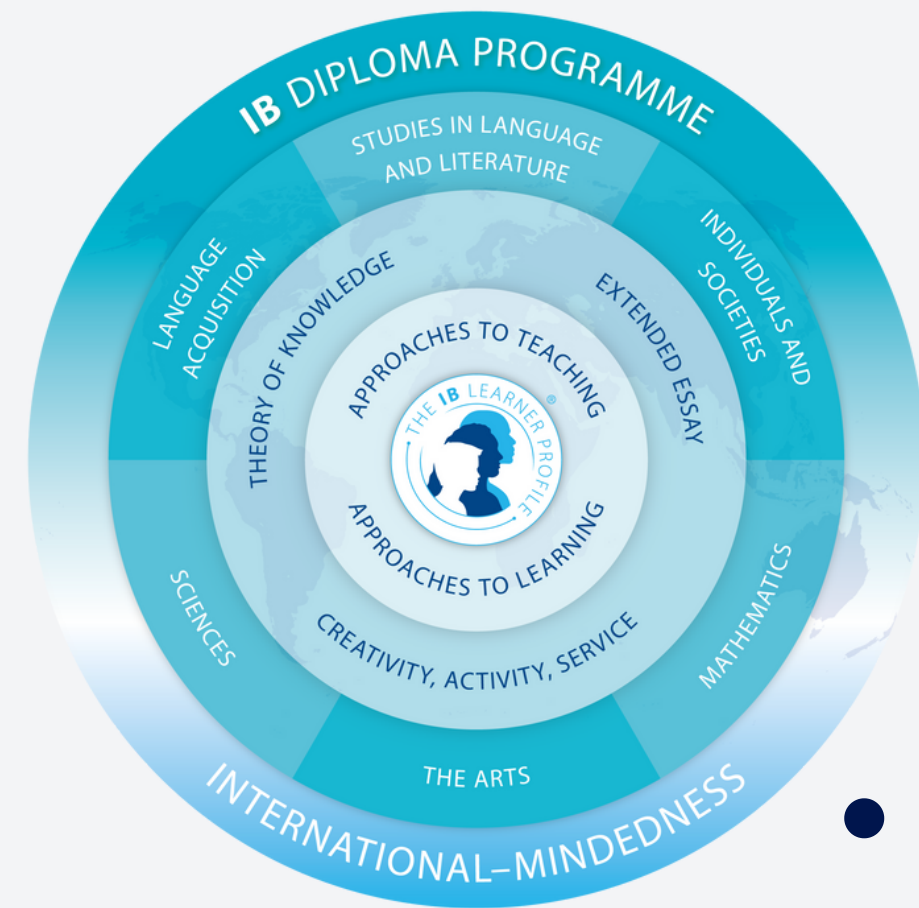 IB DIPLOMA PROGRAMME
STUDIES IN LANGUAGE
AND LITERATURE
LANGUAGE
ACQUISITION
INDIVIDUALS AND
SOCIETIES
THEORY OF KNOWLEDGE
EXTENDED ESSAY
APPROACHES TO TEACHING
THE IB LEARNER PROFILE
®
APPROACHES TO LEARNING
SCIENCES
MATHEMATICS
CREATIVITY, ACTIVITY, SERVICE
THE ARTS
INTERNATIONAL–MINDEDNESS